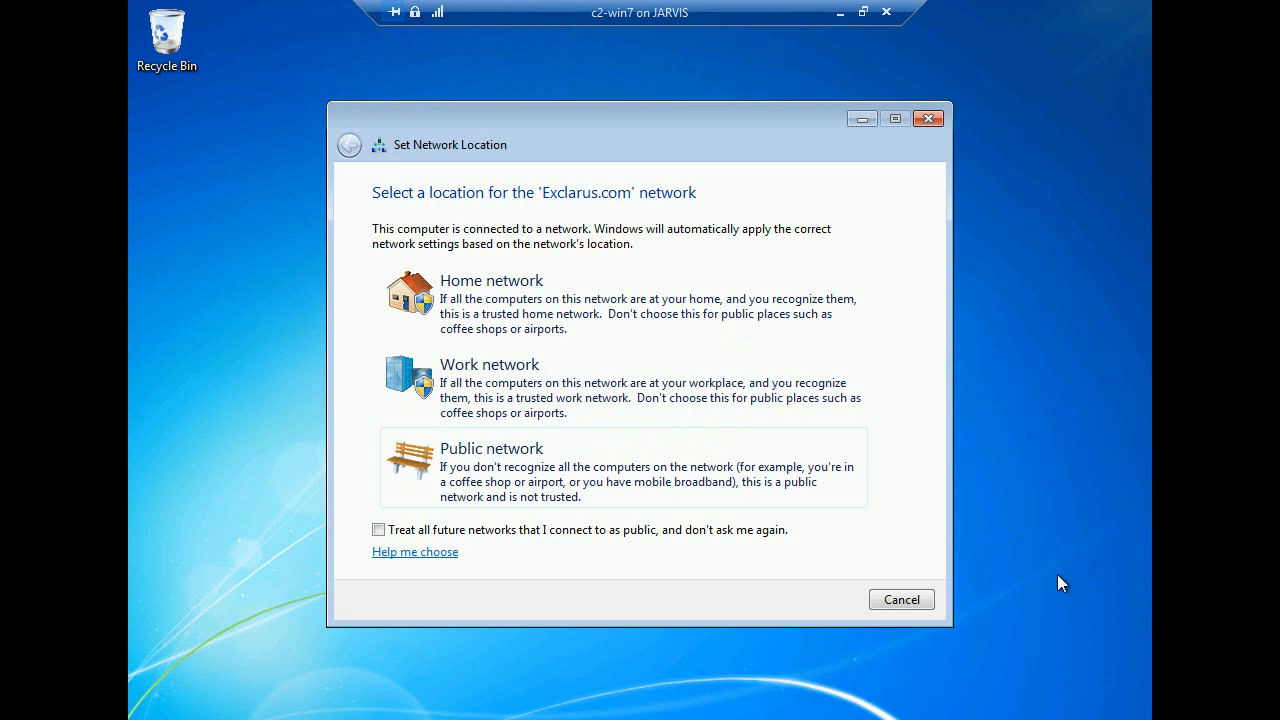 c2-win7 on JARVIS
Recycle Bin
Set Network Location
Select a location for the 'Exclarus.com' network
This computer is connected to a network. Windows will automatically apply the correct
network settings based on the network's location.
Home network
If all the computers on this network are at your home, and you recognize them,
this is a trusted home network.  Don't choose this for public places such as
coffee shops or airports.
Work network
If all the computers on this network are at your workplace, and you recognize
them, this is a trusted work network.  Don't choose this for public places such as
coffee shops or airports.
Public network
If you don't recognize all the computers on the network (for example, you're in
a coffee shop or airport, or you have mobile broadband), this is a public
network and is not trusted.
Treat all future networks that I connect to as public, and don't ask me again.
Help me choose
Cancel